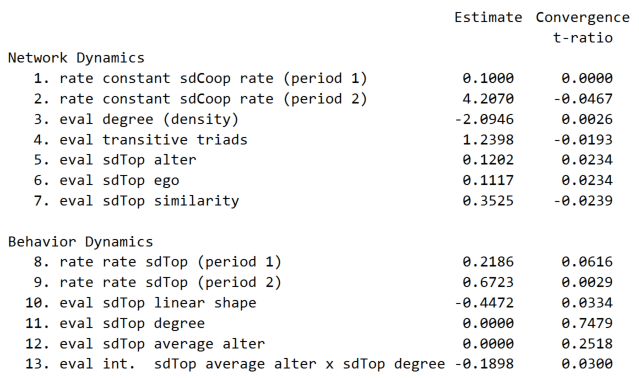 Estimate Convergence
t-ratio
Network Dynamics
1. rate constant sdCoop rate (period 1) 0.1000 0.0000
2. rate constant sdCoop rate (period 2) 4.2070 -0.0467
3. eval degree (density) -2.0946 0.0026
4. eval transitive triads 1.2398 -0.0193
5. eval sdTop alter 0.1202 0.0234
6. eval sdTop ego 0.1117 0.0234
7. eval sdTop similarity 0.3525 -0.0239
Behavior Dynamics
8. rate rate sdTop (period 1) 0.2186 0.0616
9. rate rate sdTop (period 2) 0.6723 0.0029
10. eval sdTop linear shape -0.4472 0.0334
11. eval sdTop degree 0.0000 0.7479
12. eval sdTop average alter 0.0000 0.2518
13. eval int. sdTop average alter x sdTop degree -0.1898 0.0300